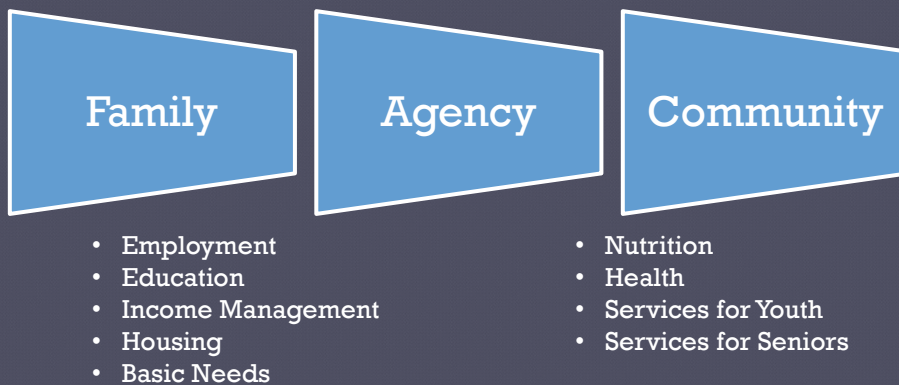 Family
Agency
Community
• Employment
• Education
• Income Management
• Housing
• Basic Needs
• Nutrition
• Health
• Services for Youth
• Services for Seniors